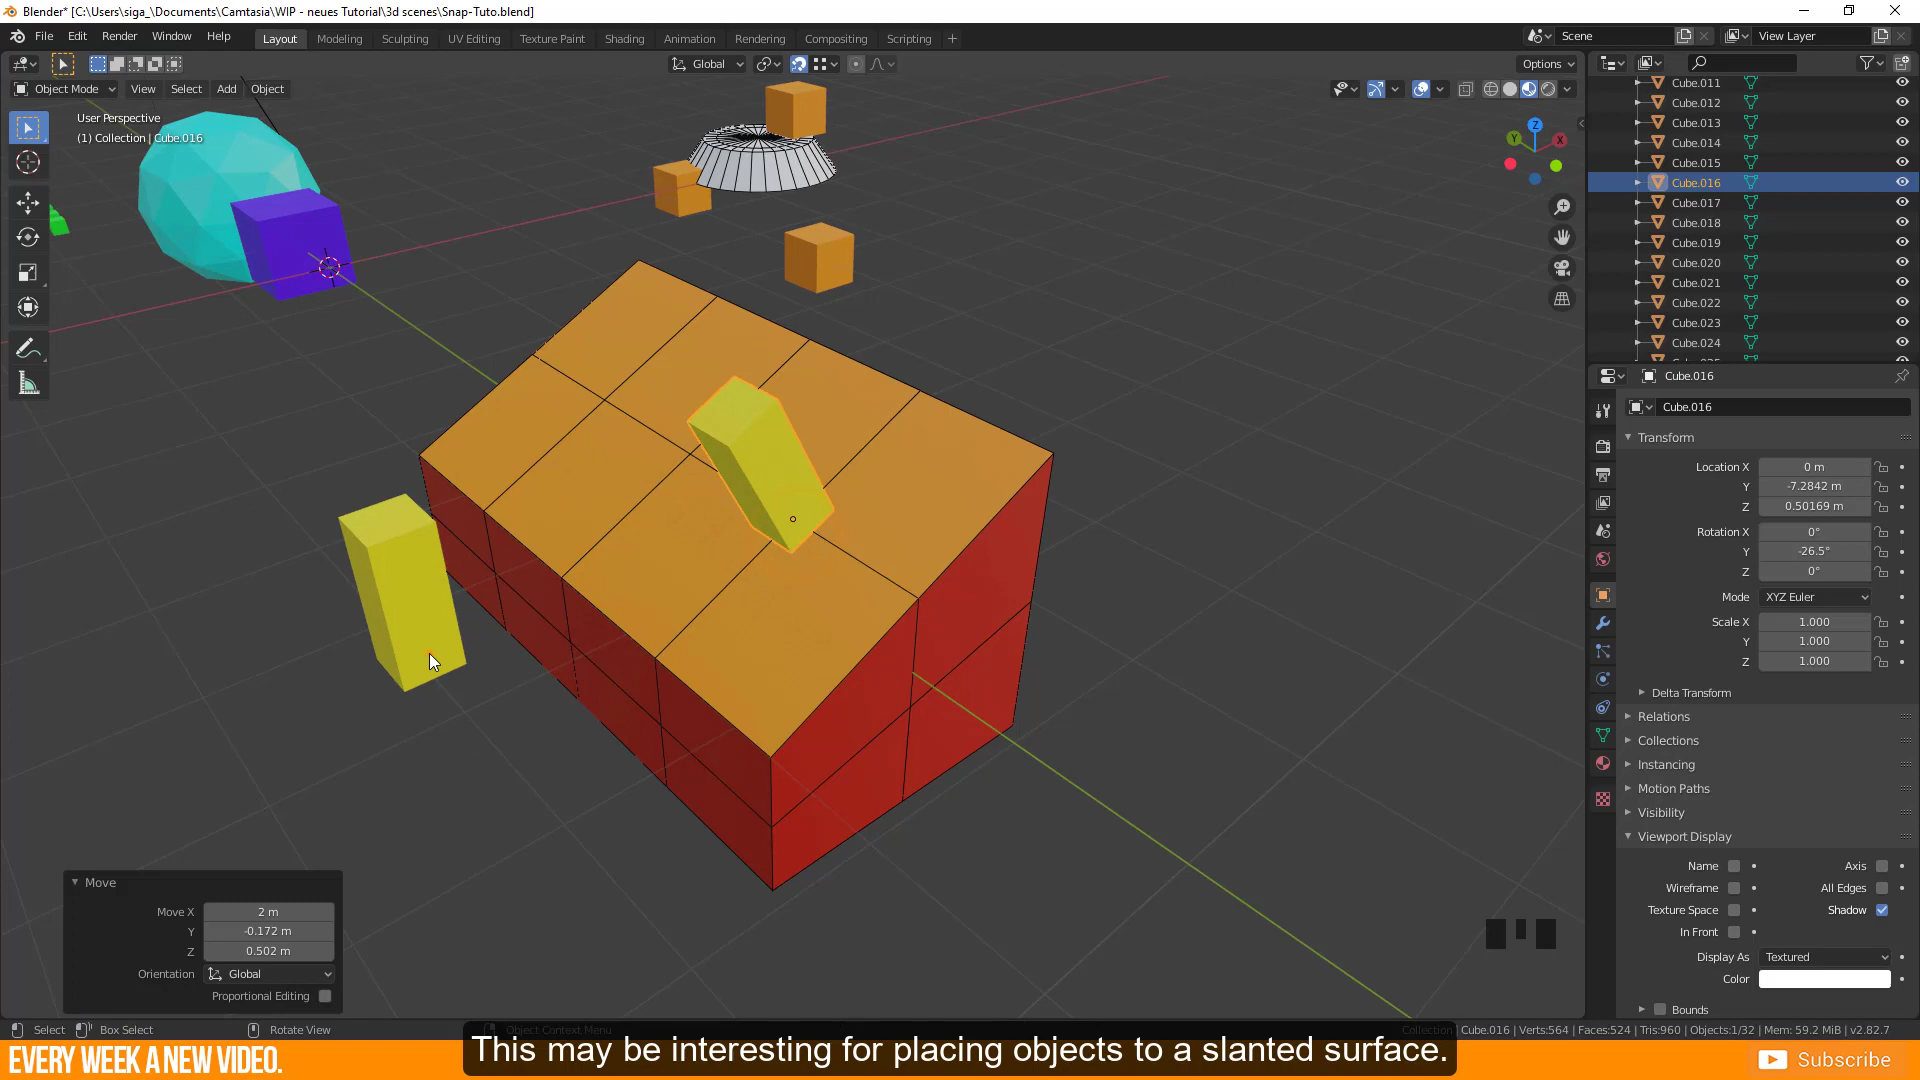 Blender* [C:\Users\siga_\Documents\Camtasia\WIP - neues Tutorial\3d scenes\Snap-Tuto.blend]
File Edit Render Window Help Layout Modeling Sculpting UV Editing Texture Paint Shading Animation Rendering Compositing Scripting + Scene View Layer
Global Options
Object Mode View Select Add Object
User Perspective
(1) Collection | Cube.016
Z
Y
X
Cube.011
Cube.012
Cube.013
Cube.014
Cube.015
Cube.016
Cube.017
Cube.018
Cube.019
Cube.020
Cube.021
Cube.022
Cube.023
Cube.024
Cube.016
Cube.016
Transform
Location X 0 m
Y -7.2842 m
Z 0.50169 m
Rotation X 0°
Y -26.5°
Z 0°
Mode XYZ Euler
Scale X 1.000
Y 1.000
Z 1.000
Delta Transform
Relations
Collections
Instancing
Motion Paths
Visibility
Viewport Display
Name Axis
Wireframe All Edges
Texture Space Shadow
In Front
Display As Textured
Color
Bounds
Move
Move X 2 m
Y -0.172 m
Z 0.502 m
Orientation Global
Proportional Editing
Select Box Select Rotate View Object Context Menu Collection | Cube.016 | Verts:564 | Faces:524 | Tris:960 | Objects:1/32 | Mem: 59.2 MiB | v2.82.7
This may be interesting for placing objects to a slanted surface.
EVERY WEEK A NEW VIDEO.
Subscribe